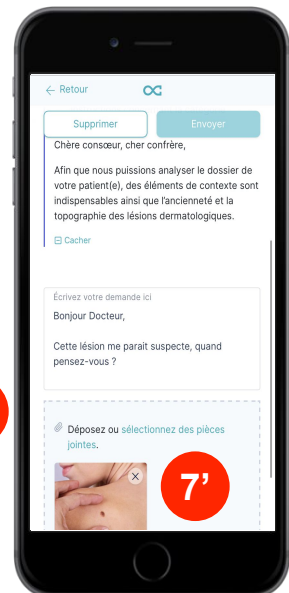 ← Retour
Supprimer
Envoyer
Chère consœur, cher confrère,
Afin que nous puissions analyser le dossier de
votre patient(e), des éléments de contexte sont
indispensables ainsi que l'ancienneté et la
topographie des lésions dermatologiques.
Cacher
Écrivez votre demande ici
Bonjour Docteur,
Cette lésion me parait suspecte, quand
pensez-vous ?
Déposez ou sélectionnez des pièces
jointes.
7'